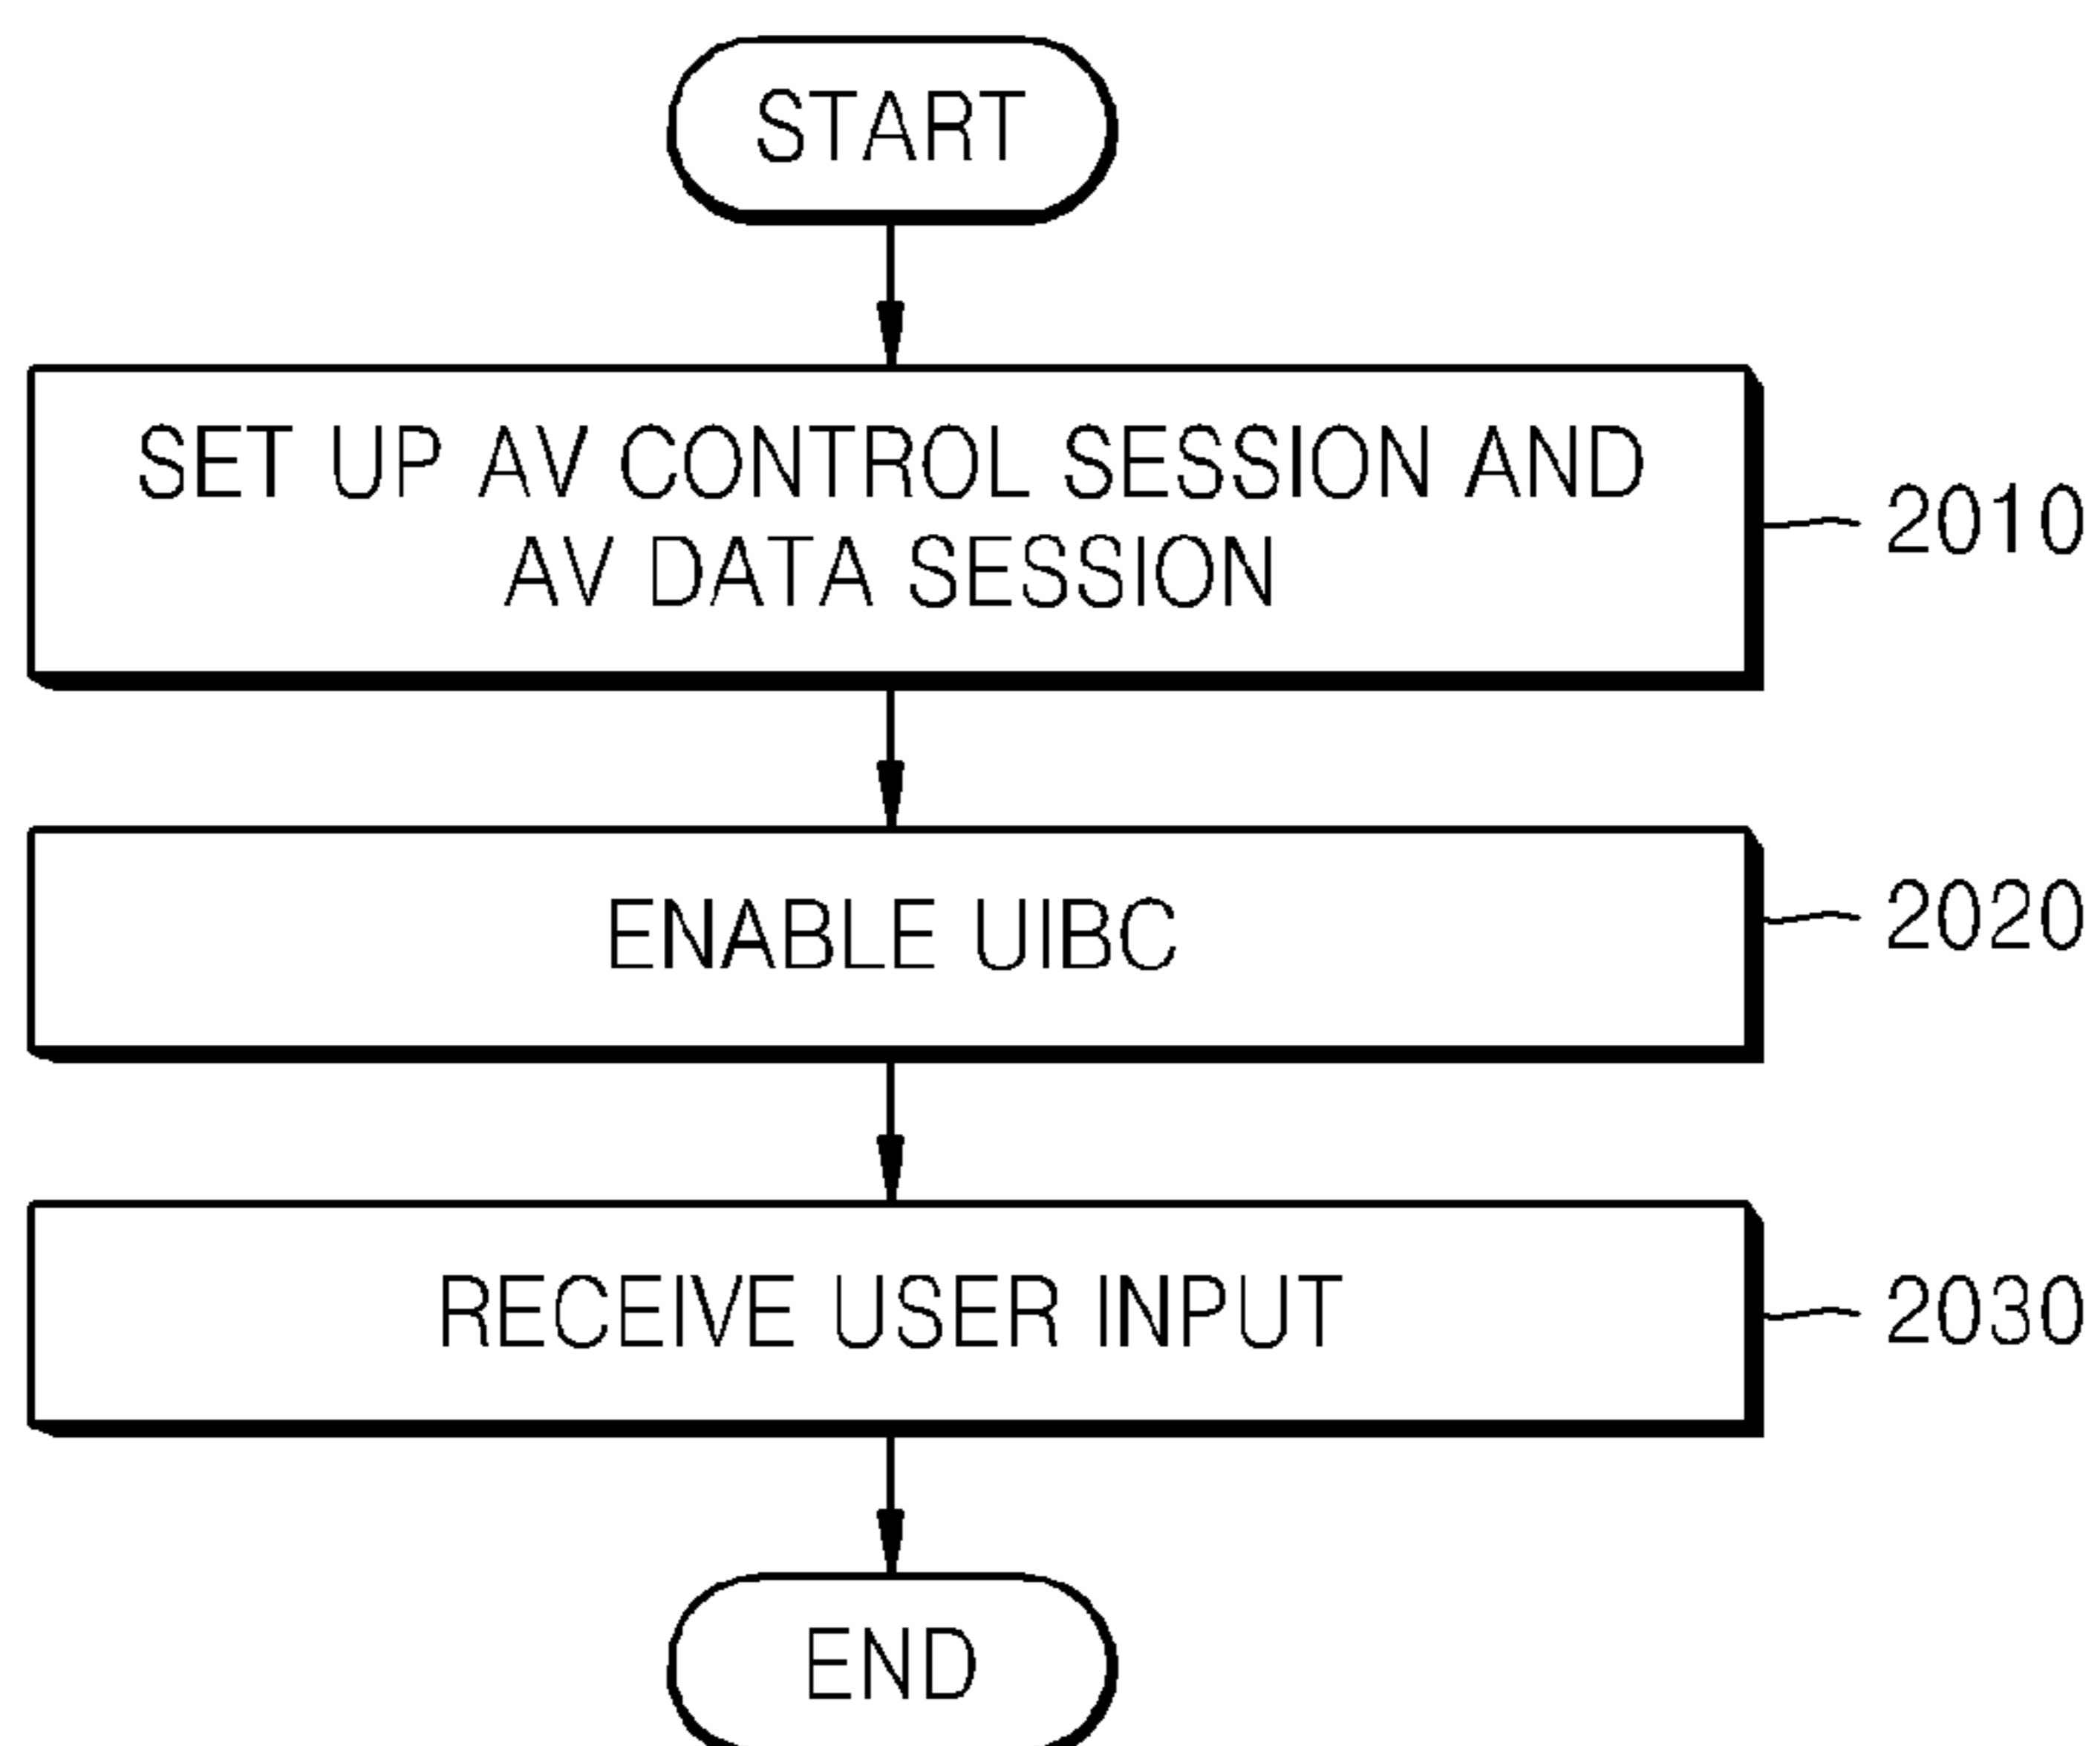 START
SET UP AV CONTROL SESSION AND
AV DATA SESSION
2010
ENABLE UIBC
2020
RECEIVE USER INPUT
2030
END